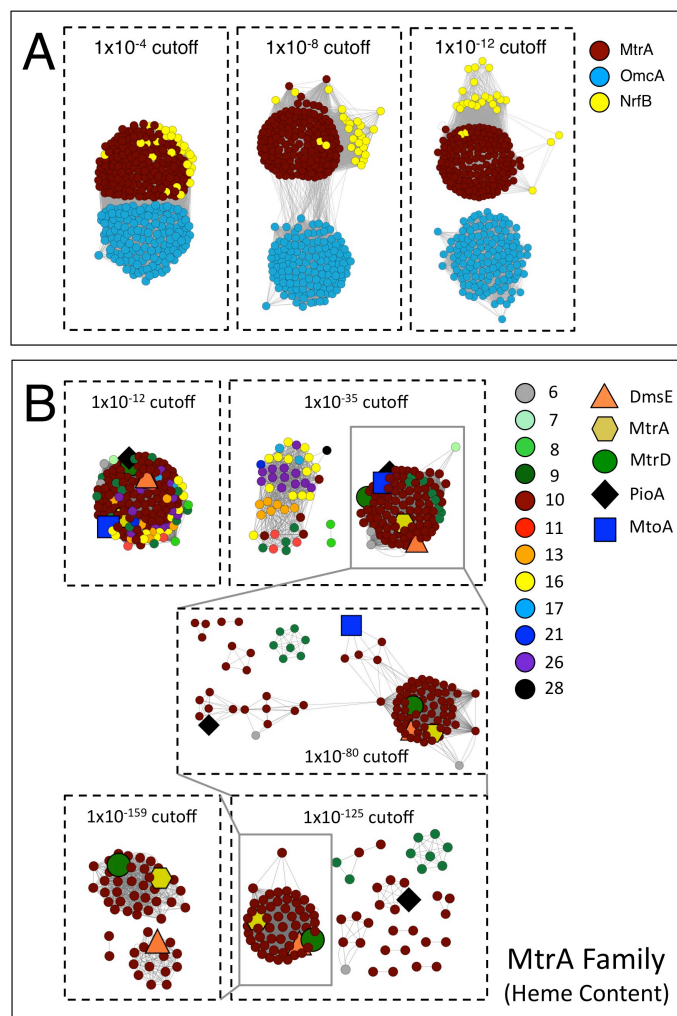 A
1x10⁻⁴ cutoff
1x10⁻⁸ cutoff
1x10⁻¹² cutoff
MtrA
OmcA
NrfB
B
1x10⁻¹² cutoff
1x10⁻³⁵ cutoff
6
7
8
9
10
11
13
16
17
21
26
28
DmsE
MtrA
MtrD
PioA
MtoA
1x10⁻⁸⁰ cutoff
1x10⁻¹⁵⁹ cutoff
1x10⁻¹²⁵ cutoff
MtrA Family
(Heme Content)